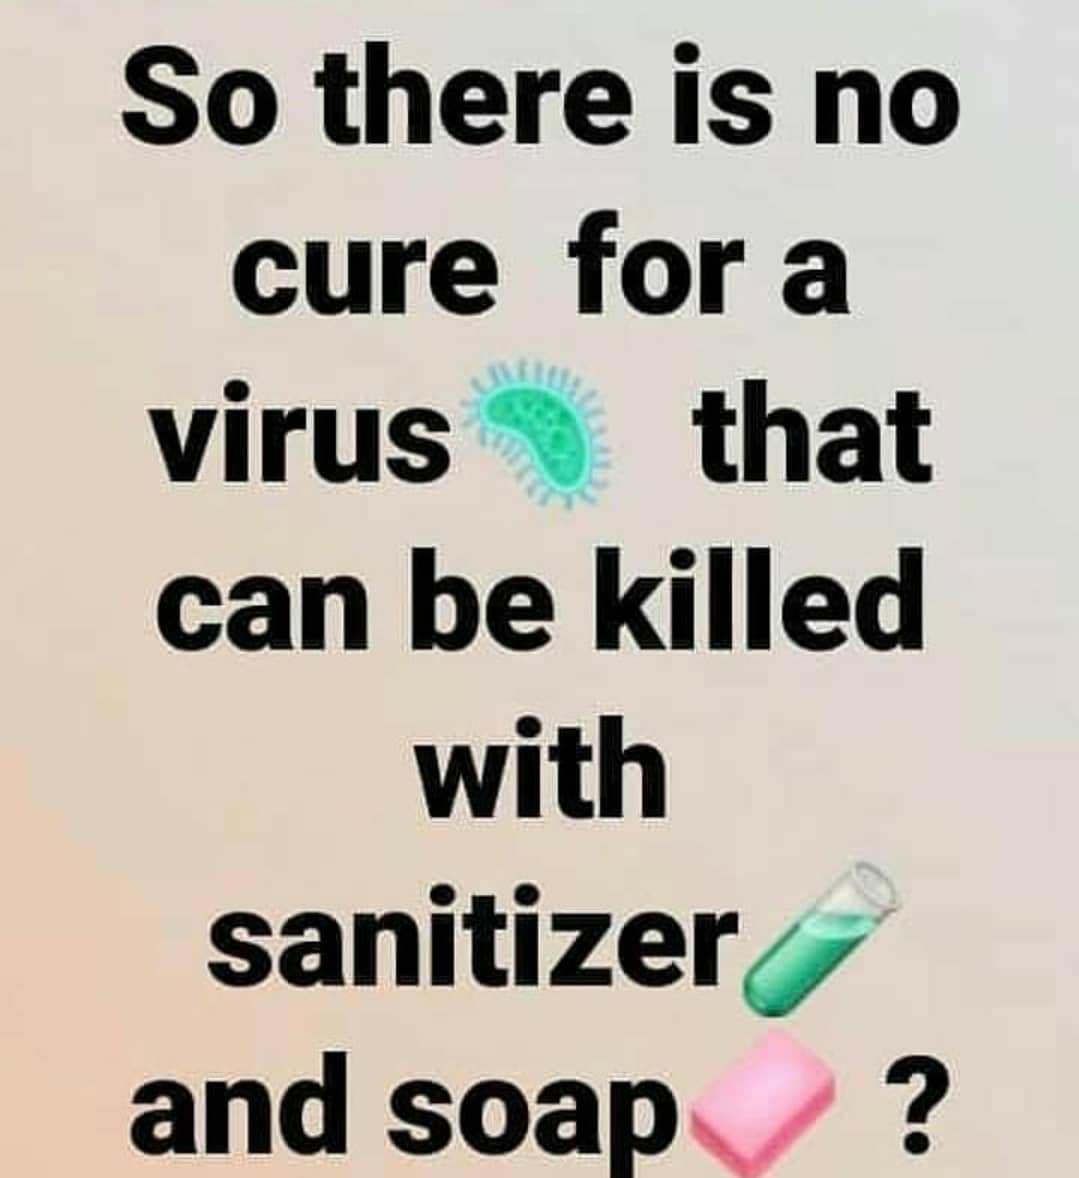 So there is no
cure for a
virus🦠 that
can be killed
with
sanitizer🧪
and soap🧼 ?